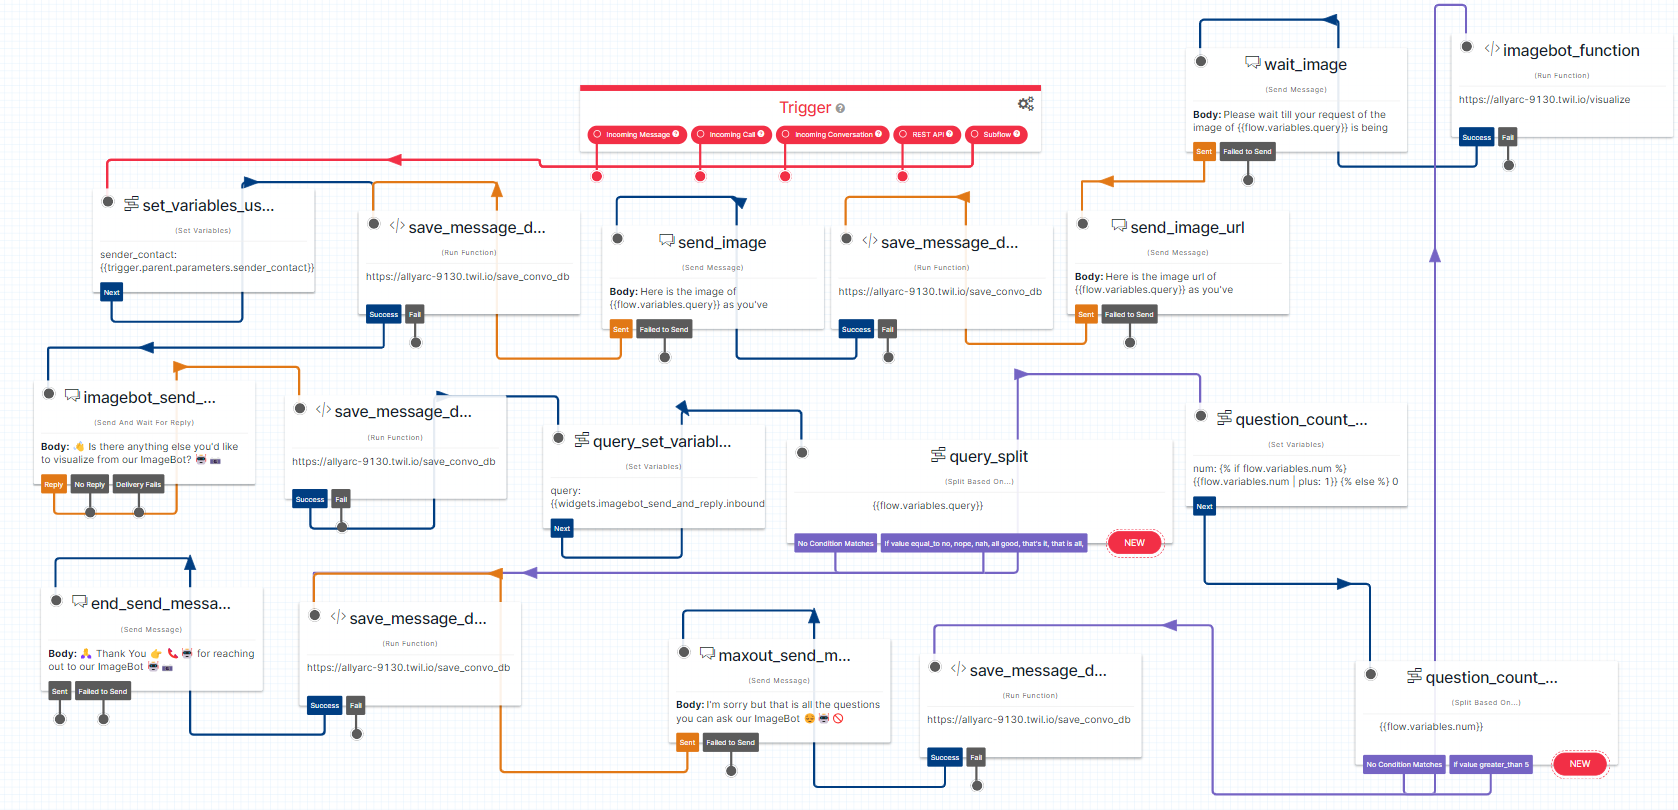 Trigger
Incoming Message
Incoming Call
Incoming Conversation
REST API
Subflow
wait_image
(Send Message)
Body: Please wait till your request of the
image of {{flow.variables.query}} is being
Sent
Failed to Send
</> imagebot_function
(Run Function)
https://allyarc-9130.twil.io/visualize
Success
Fail
set_variables_us...
(Set Variables)
sender_contact:
{{trigger.parent.parameters.sender_contact}}
Next
</> save_message_d...
(Run Function)
https://allyarc-9130.twil.io/save_convo_db
Success
Fail
send_image
(Send Message)
Body: Here is the image of
{{flow.variables.query}} as you've
Sent
Failed to Send
</> save_message_d...
(Run Function)
https://allyarc-9130.twil.io/save_convo_db
Success
Fail
send_image_url
(Send Message)
Body: Here is the image url of
{{flow.variables.query}} as you've
Sent
Failed to Send
imagebot_send_...
(Send And Wait For Reply)
Body: 👋 Is there anything else you'd like
to visualize from our ImageBot?
Reply
No Reply
Delivery Fails
</> save_message_d...
(Run Function)
https://allyarc-9130.twil.io/save_convo_db
Success
Fail
query_set_variabl...
(Set Variables)
query:
{{widgets.imagebot_send_and_reply.inbound
Next
query_split
(Split Based On...)
{{flow.variables.query}}
No Condition Matches
If value equal_to no, nope, nah, all good, that's it, that is all,
NEW
question_count_...
(Set Variables)
num: {% if flow.variables.num %}
{{flow.variables.num | plus: 1}} {% else %} 0
Next
end_send_messa...
(Send Message)
Body: Thank You for reaching
out to our ImageBot
Sent
Failed to Send
</> save_message_d...
(Run Function)
https://allyarc-9130.twil.io/save_convo_db
Success
Fail
maxout_send_m...
(Send Message)
Body: I'm sorry but that is all the questions
you can ask our ImageBot
Sent
Failed to Send
</> save_message_d...
(Run Function)
https://allyarc-9130.twil.io/save_convo_db
Success
Fail
question_count_...
(Split Based On...)
{{flow.variables.num}}
No Condition Matches
If value greater_than 5
NEW